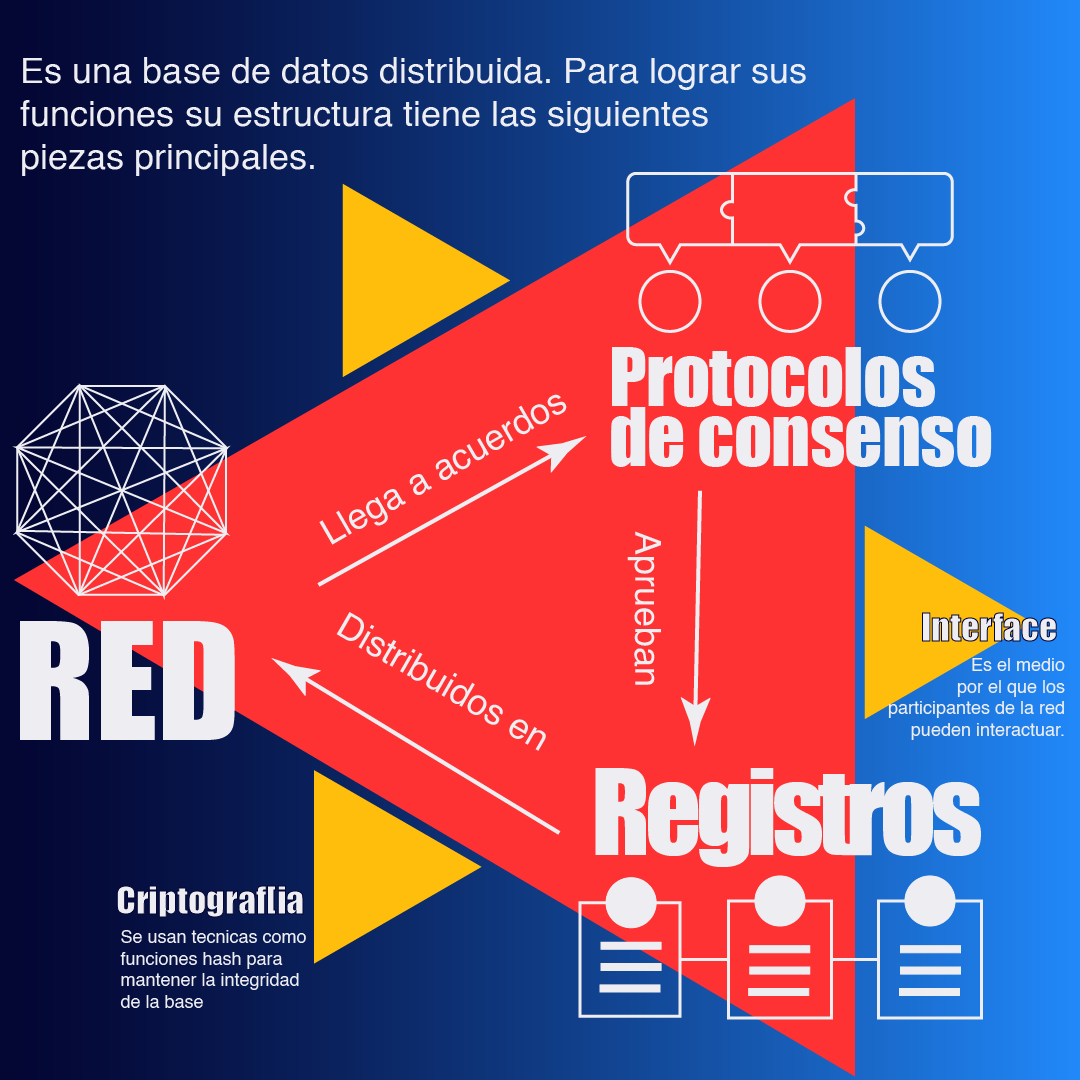 Es una base de datos distribuida. Para lograr sus
funciones su estructura tiene las siguientes
piezas principales.
Protocolos
de consenso
Llega a acuerdos
Aprueban
Distribuidos en
RED
Interface
Es el medio
por el que los
participantes de la red
pueden interactuar.
Registros
Criptograflia
Se usan tecnicas como
funciones hash para
mantener la integridad
de la base